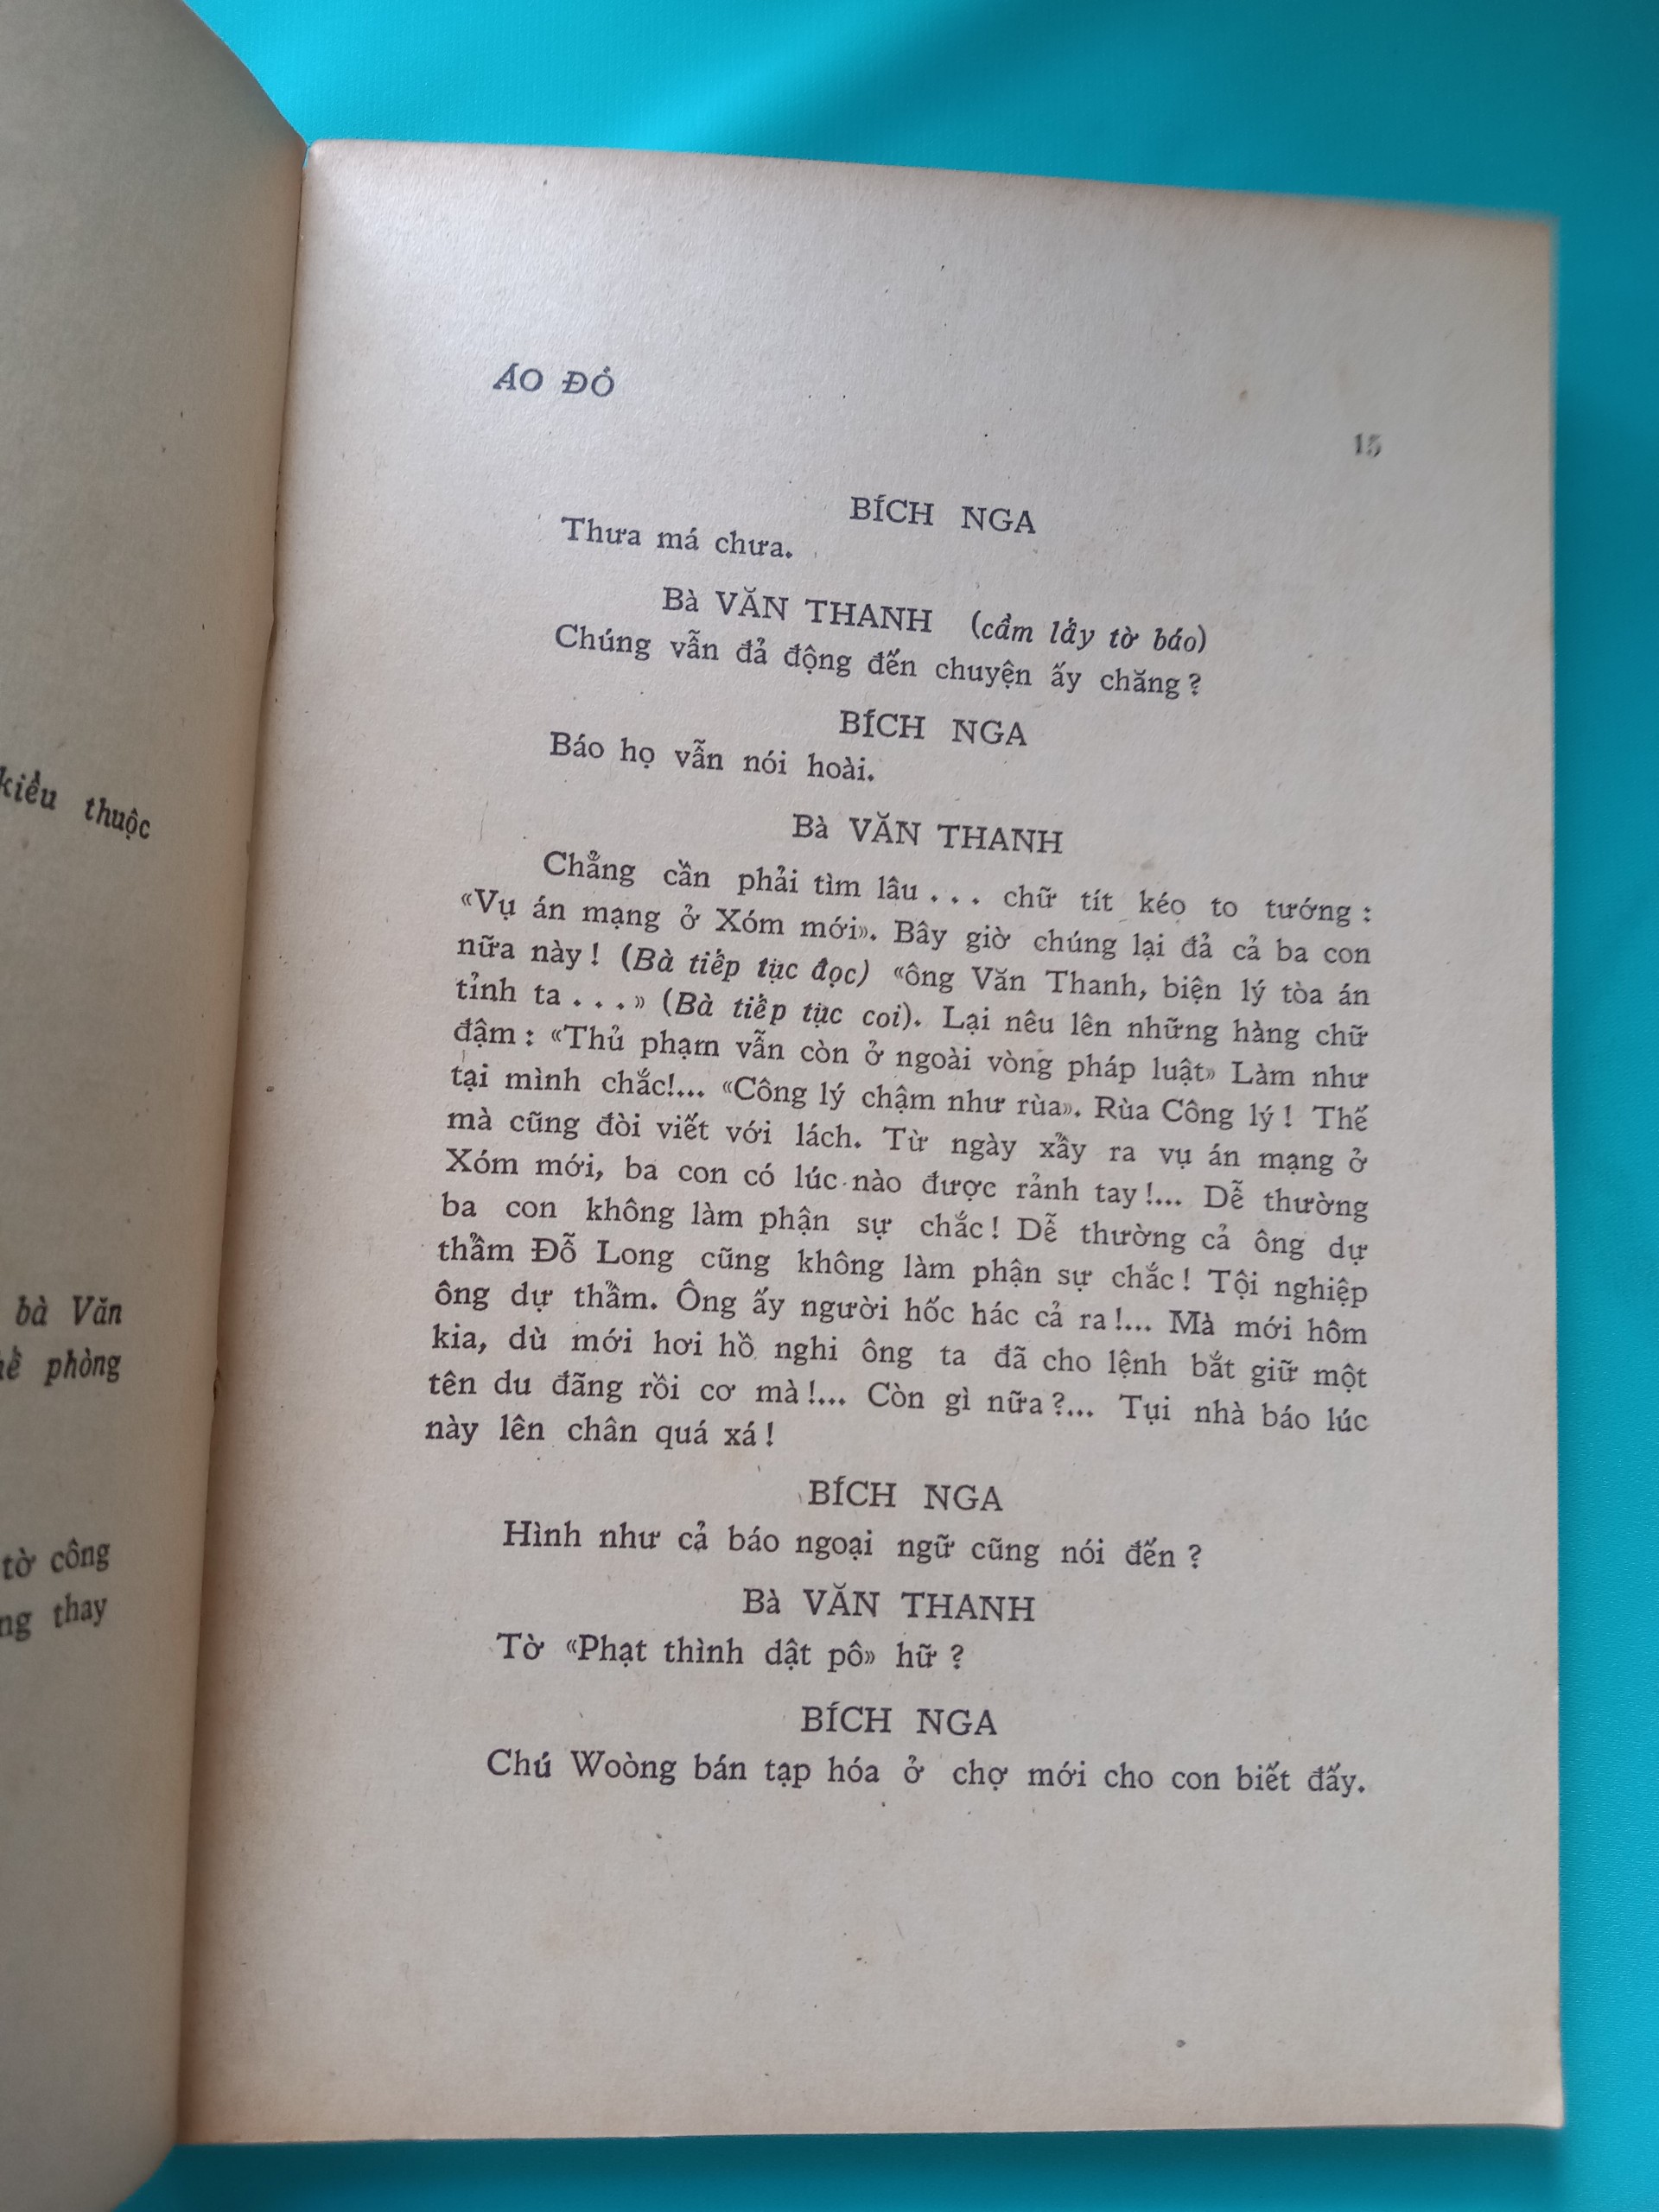 kiều thuộc
bà Văn
phòng
tờ công
thay
ÁO ĐỎ
15
BÍCH NGA
Thưa má chưa.
Bà VĂN THANH (cầm lấy tờ báo)
Chúng vẫn đả động đến chuyện ấy chăng ?
BÍCH NGA
Báo họ vẫn nói hoài.
Bà VĂN THANH
Chẳng cần phải tìm lâu . . . chữ tít kéo to tướng :
«Vụ án mạng ở Xóm mới». Bây giờ chúng lại đả cả ba con
nữa này ! (Bà tiếp tục đọc) «ông Văn Thanh, biện lý tòa án
tỉnh ta . . .» (Bà tiếp tục coi). Lại nêu lên những hàng chữ
đậm : «Thủ phạm vẫn còn ở ngoài vòng pháp luật» Làm như
tại mình chắc!... «Công lý chậm như rùa». Rùa Công lý ! Thế
mà cũng đòi viết với lách. Từ ngày xẩy ra vụ án mạng ở
Xóm mới, ba con có lúc nào được rảnh tay !... Dễ thường
ba con không làm phận sự chắc ! Dễ thường cả ông dự
thẩm Đỗ Long cũng không làm phận sự chắc ! Tội nghiệp
ông dự thẩm. Ông ấy người hốc hác cả ra !... Mà mới hôm
kia, dù mới hơi hồ nghi ông ta đã cho lệnh bắt giữ một
tên du đãng rồi cơ mà !... Còn gì nữa ?... Tụi nhà báo lúc
này lên chân quá xá !
BÍCH NGA
Hình như cả báo ngoại ngữ cũng nói đến ?
Bà VĂN THANH
Tờ «Phạt thình dật pô» hữ ?
BÍCH NGA
Chú Woòng bán tạp hóa ở chợ mới cho con biết đấy.